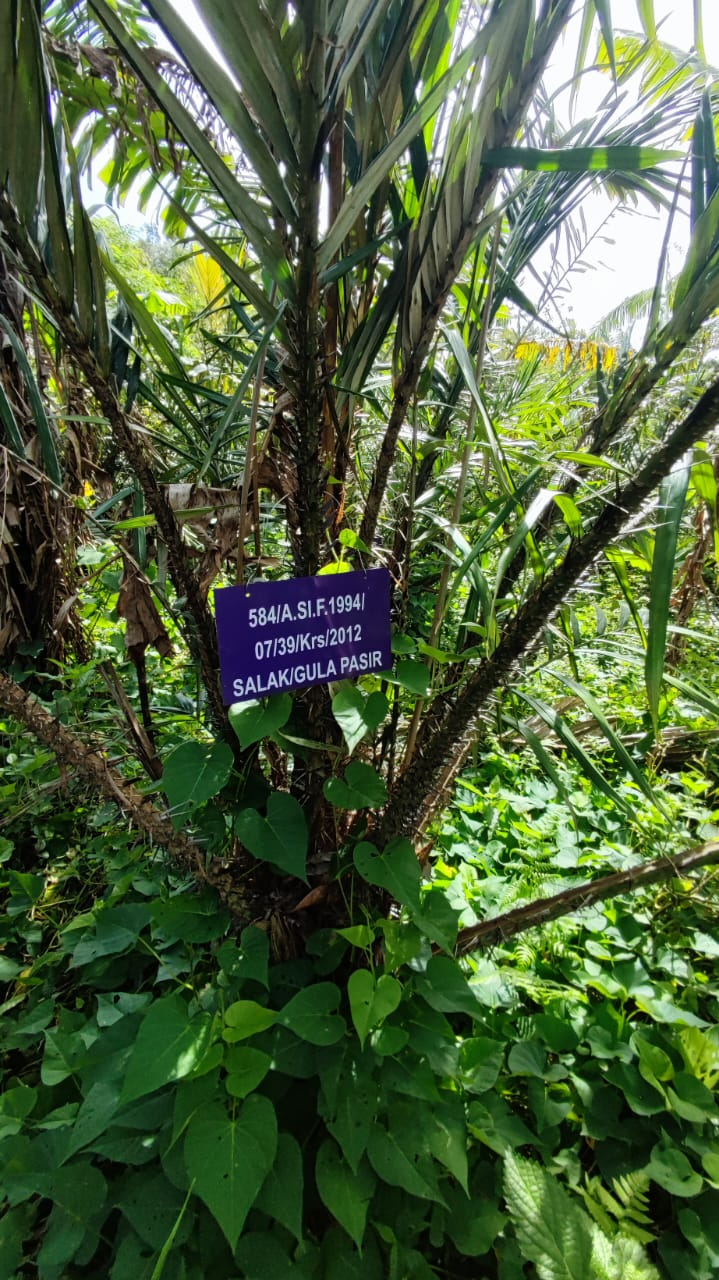 584/A.SI.F.1994/
07/39/Krs/2012
SALAK/GULA PASIR